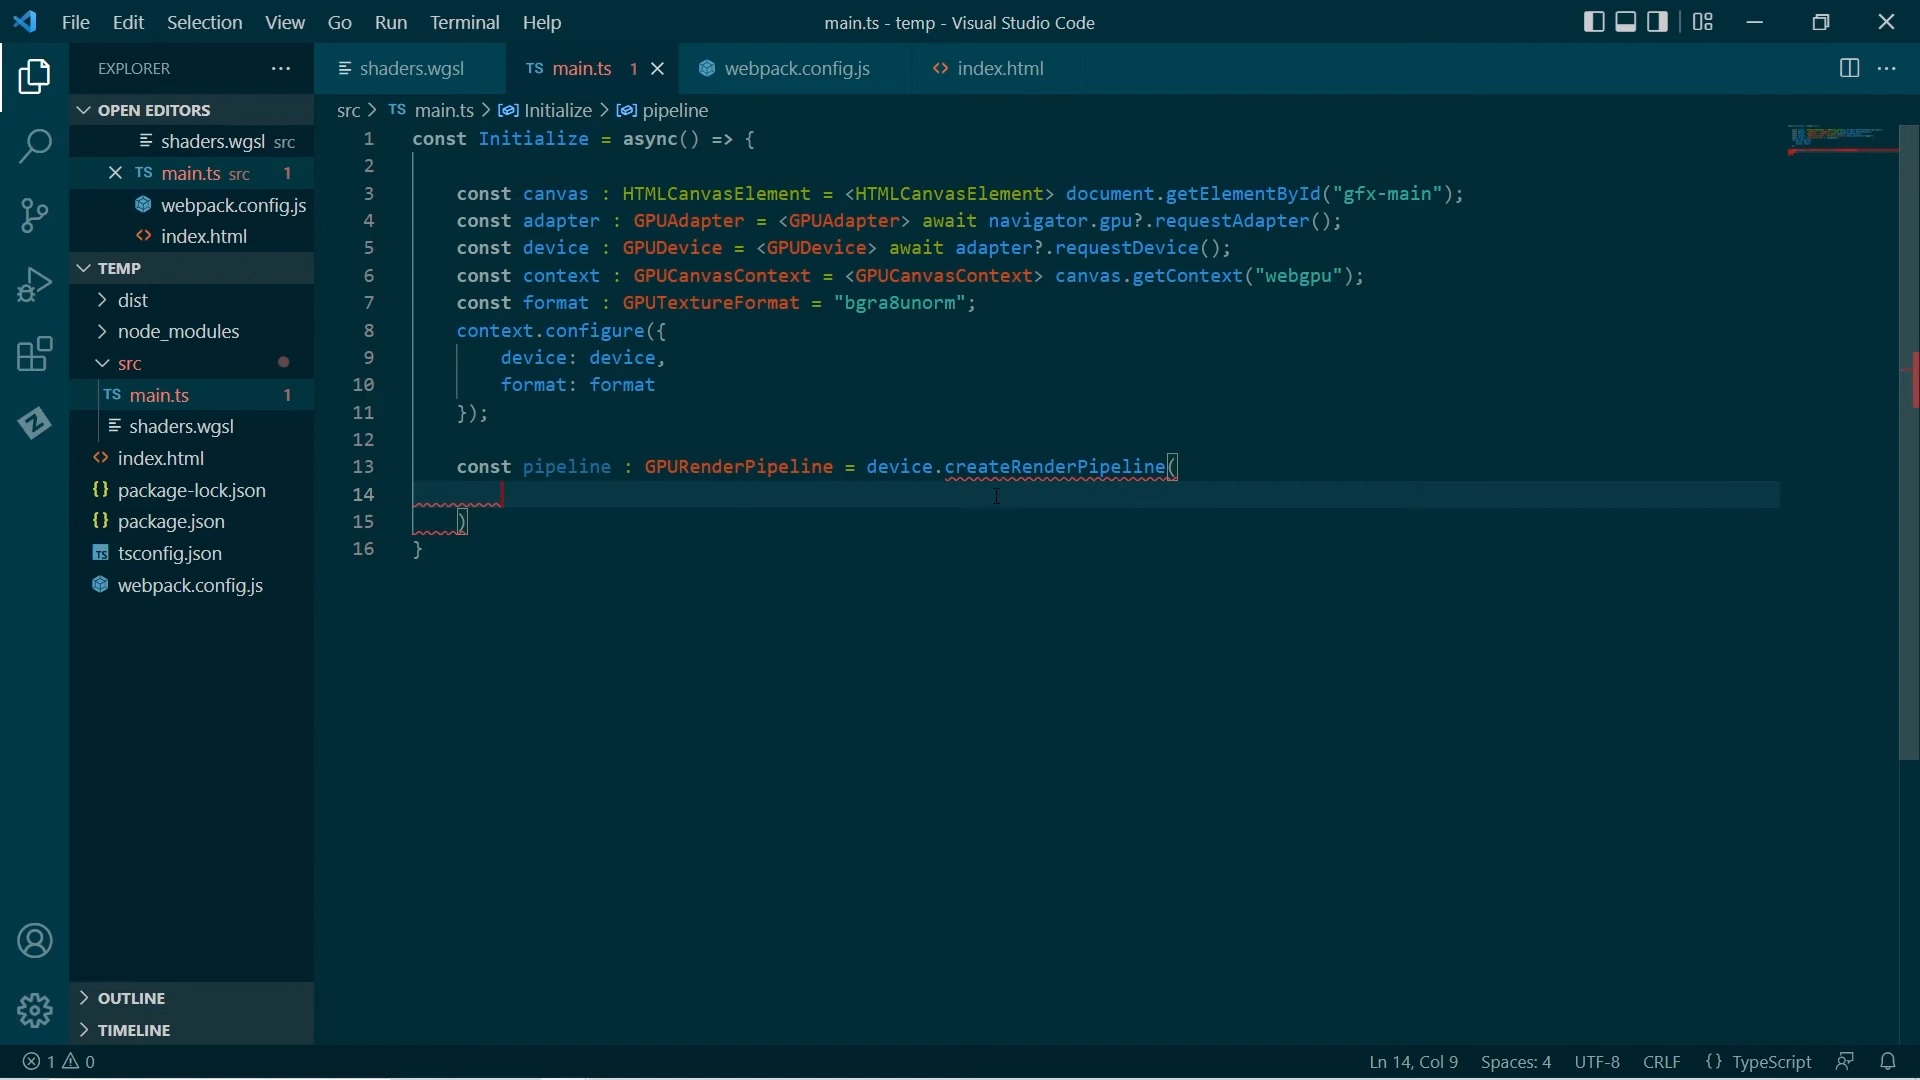 File Edit Selection View Go Run Terminal Help main.ts - temp - Visual Studio Code
EXPLORER
shaders.wgsl TS main.ts 1 webpack.config.js <> index.html
OPEN EDITORS
shaders.wgsl src
TS main.ts src 1
webpack.config.js
<> index.html
TEMP
dist
node_modules
src
TS main.ts 1
shaders.wgsl
<> index.html
{} package-lock.json
{} package.json
TS tsconfig.json
webpack.config.js
OUTLINE
TIMELINE
src > TS main.ts > Initialize > pipeline
1 const Initialize = async() => {
2
3 const canvas : HTMLCanvasElement = <HTMLCanvasElement> document.getElementById("gfx-main");
4 const adapter : GPUAdapter = <GPUAdapter> await navigator.gpu?.requestAdapter();
5 const device : GPUDevice = <GPUDevice> await adapter?.requestDevice();
6 const context : GPUCanvasContext = <GPUCanvasContext> canvas.getContext("webgpu");
7 const format : GPUTextureFormat = "bgra8unorm";
8 context.configure({
9 device: device,
10 format: format
11 });
12
13 const pipeline : GPURenderPipeline = device.createRenderPipeline(
14
15 )
16 }
1 0 Ln 14, Col 9 Spaces: 4 UTF-8 CRLF {} TypeScript